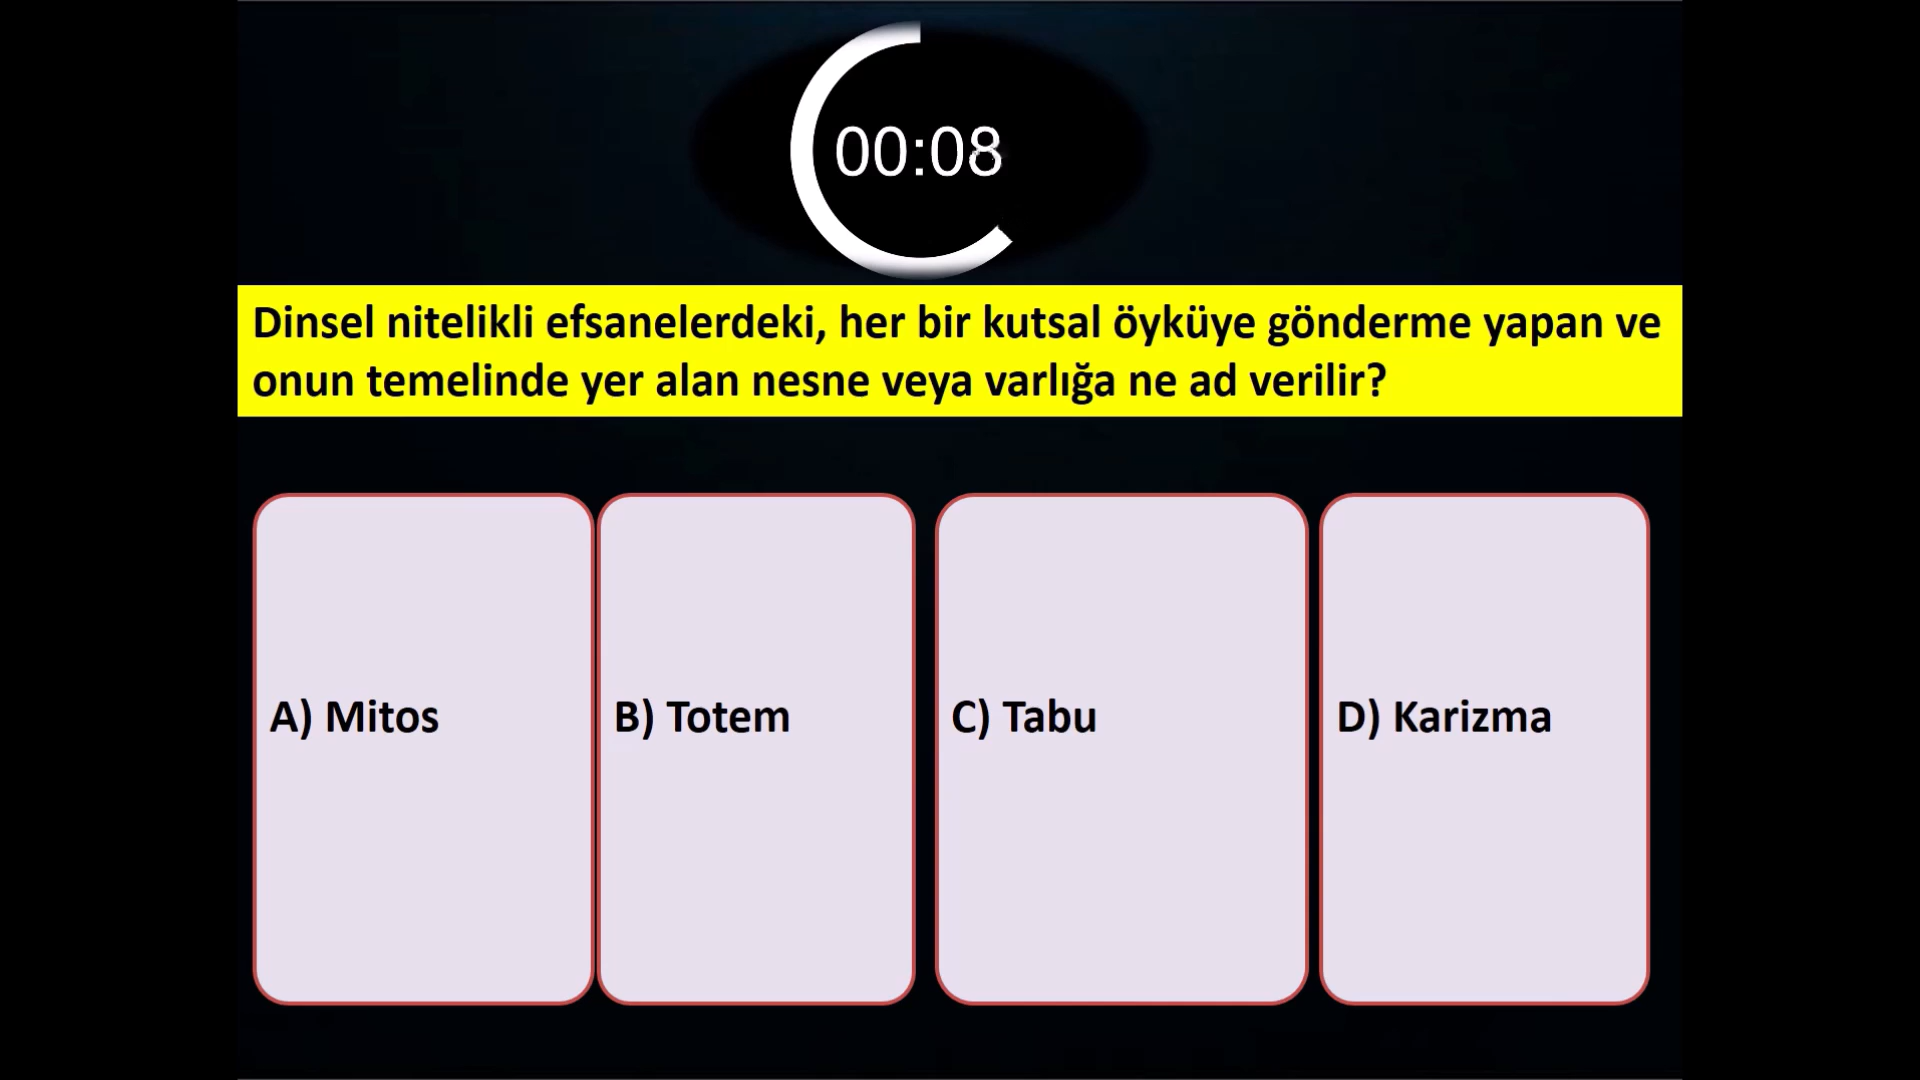 00:08
Dinsel nitelikli efsanelerdeki, her bir kutsal öyküye gönderme yapan ve
onun temelinde yer alan nesne veya varlığa ne ad verilir?
A) Mitos
B) Totem
C) Tabu
D) Karizma